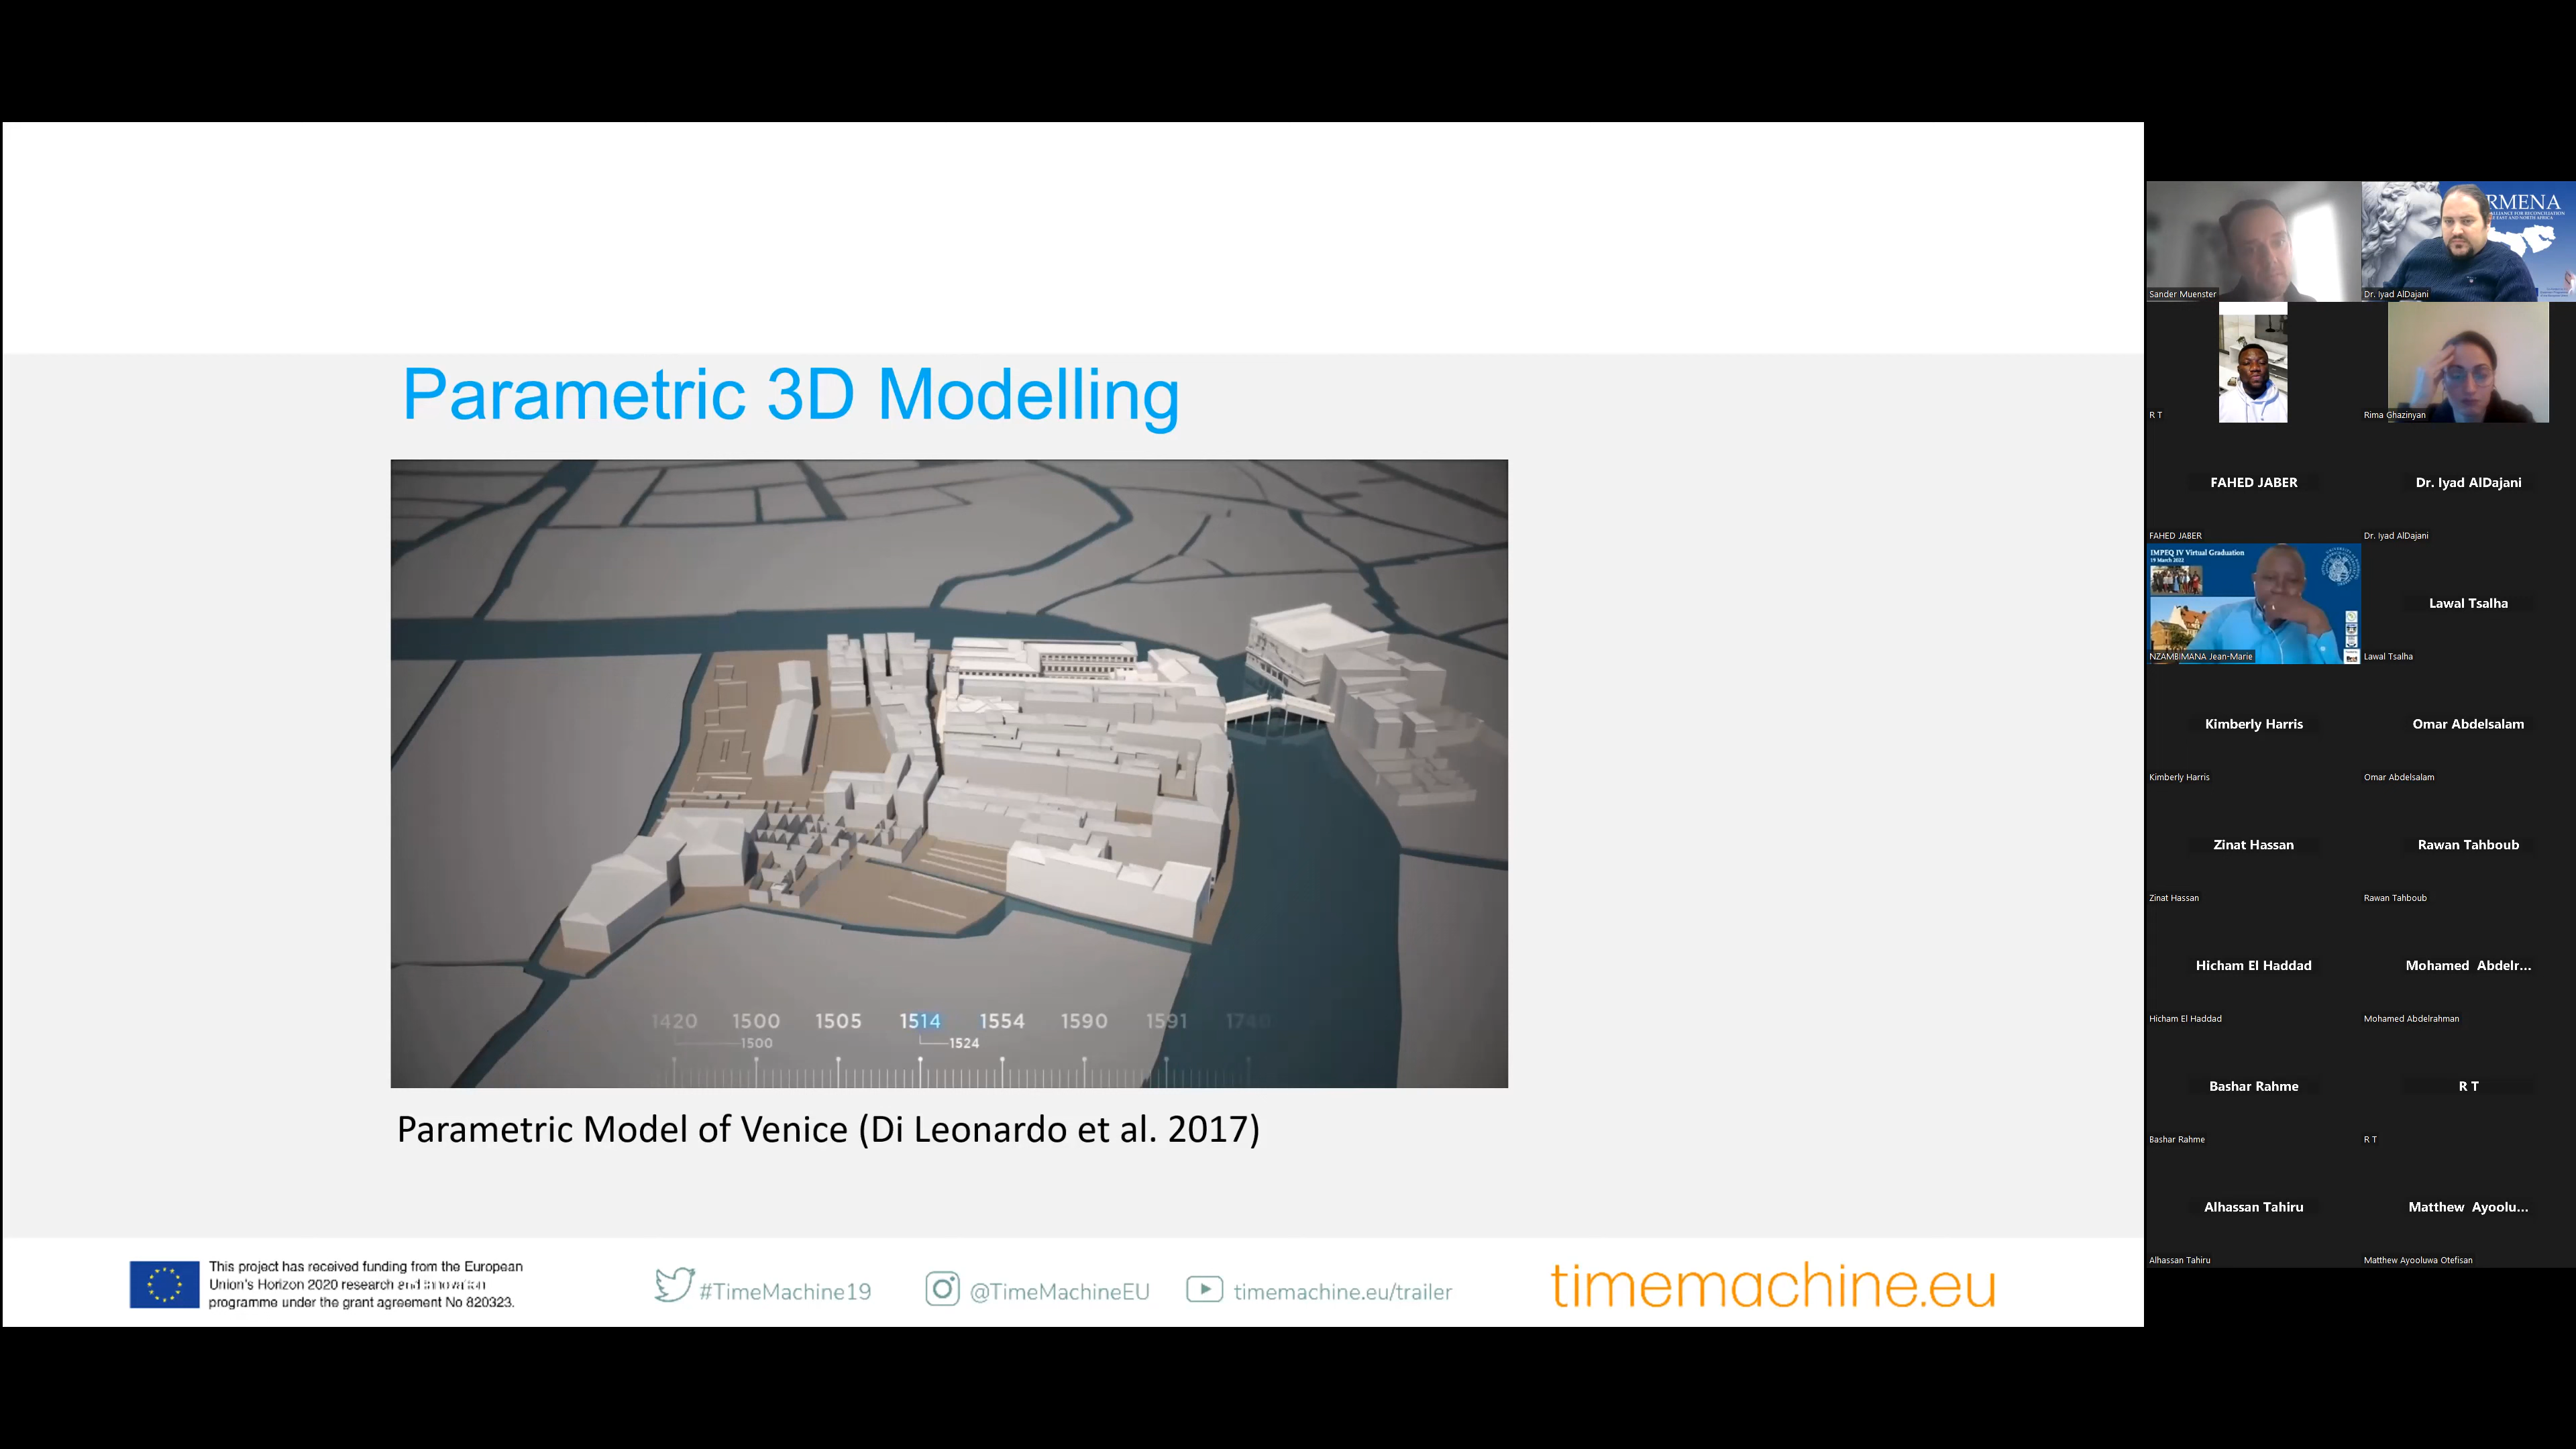 Parametric 3D Modelling
1420 1500 1505 1514 1554 1590 1591 1740
1500 1524
Parametric Model of Venice (Di Leonardo et al. 2017)
This project has received funding from the European
Union's Horizon 2020 research and innovation
programme under the grant agreement No 820323.
#TimeMachine19
@TimeMachineEU
timemachine.eu/trailer
timemachine.eu
Sander Muenster
RMENA
Dr. Iyad AlDajani
R T
Rima Ghazinyan
FAHED JABER
FAHED JABER
Dr. Iyad AlDajani
Dr. Iyad AlDajani
IMPEQ IV Virtual Graduation
19 March 2022
NZAMBIMANA Jean-Marie
Lawal Tsalha
Lawal Tsalha
Kimberly Harris
Kimberly Harris
Omar Abdelsalam
Omar Abdelsalam
Zinat Hassan
Zinat Hassan
Rawan Tahboub
Rawan Tahboub
Hicham El Haddad
Hicham El Haddad
Mohamed Abdelr...
Mohamed Abdelrahman
Bashar Rahme
Bashar Rahme
R T
R T
Alhassan Tahiru
Alhassan Tahiru
Matthew Ayoolu...
Matthew Ayooluwa Otefisan